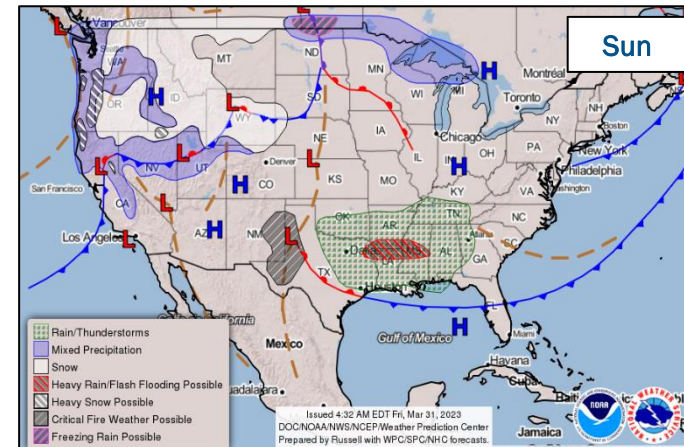 Sun
Vancouver
Seattle
WA
MT
ND
MN
Montréal
OR
ID
WY
SD
WI
MI
Toronto
NH
NY
Boston
IA
Chicago
NE
IL
IN
OH
PA
New York
Philadelphia
Washington
NV
UT
Denver
CO
KS
MO
KY
VA
San Francisco
CA
OK
AR
TN
NC
Los Angeles
AZ
NM
Atlanta
SC
TX
LA
AL
GA
Houston
FL
Gulf of Mexico
Miami
Mexico
Havana
Cuba
Jamaica
H
H
H
H
H
H
L
L
L
L
L
L
L
L
L
Rain/Thunderstorms
Mixed Precipitation
Snow
Heavy Rain/Flash Flooding Possible
Heavy Snow Possible
Critical Fire Weather Possible
Freezing Rain Possible
Issued 4:32 AM EDT Fri, Mar 31, 2023
DOC/NOAA/NWS/NCEP/Weather Prediction Center
Prepared by Russell with WPC/SPC/NHC forecasts.
NOAA